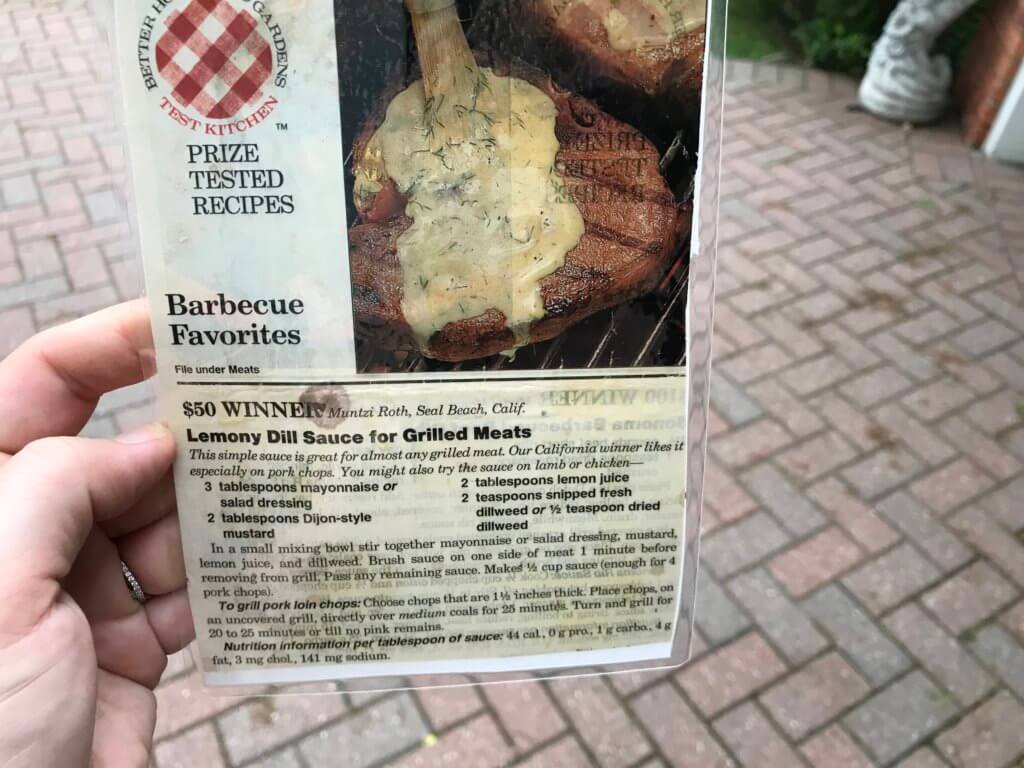 BETTER HO GARDENS
TEST KITCHEN™
PRIZE
TESTED
RECIPES
Barbecue
Favorites
File under Meats
$50 WINNER Muntzi Roth, Seal Beach, Calif.
Lemony Dill Sauce for Grilled Meats
This simple sauce is great for almost any grilled meat. Our California winner likes it
especially on pork chops. You might also try the sauce on lamb or chicken—
3 tablespoons mayonnaise or
salad dressing
2 tablespoons Dijon-style
mustard
2 tablespoons lemon juice
2 teaspoons snipped fresh
dillweed or ½ teaspoon dried
dillweed
In a small mixing bowl stir together mayonnaise or salad dressing, mustard,
lemon juice, and dillweed. Brush sauce on one side of meat 1 minute before
removing from grill. Pass any remaining sauce. Makes ½ cup sauce (enough for 4
pork chops).
To grill pork loin chops: Choose chops that are 1½ inches thick. Place chops, on
an uncovered grill, directly over medium coals for 25 minutes. Turn and grill for
20 to 25 minutes or till no pink remains.
Nutrition information per tablespoon of sauce: 44 cal., 0 g pro., 1 g carbo., 4 g
fat, 3 mg chol., 141 mg sodium.